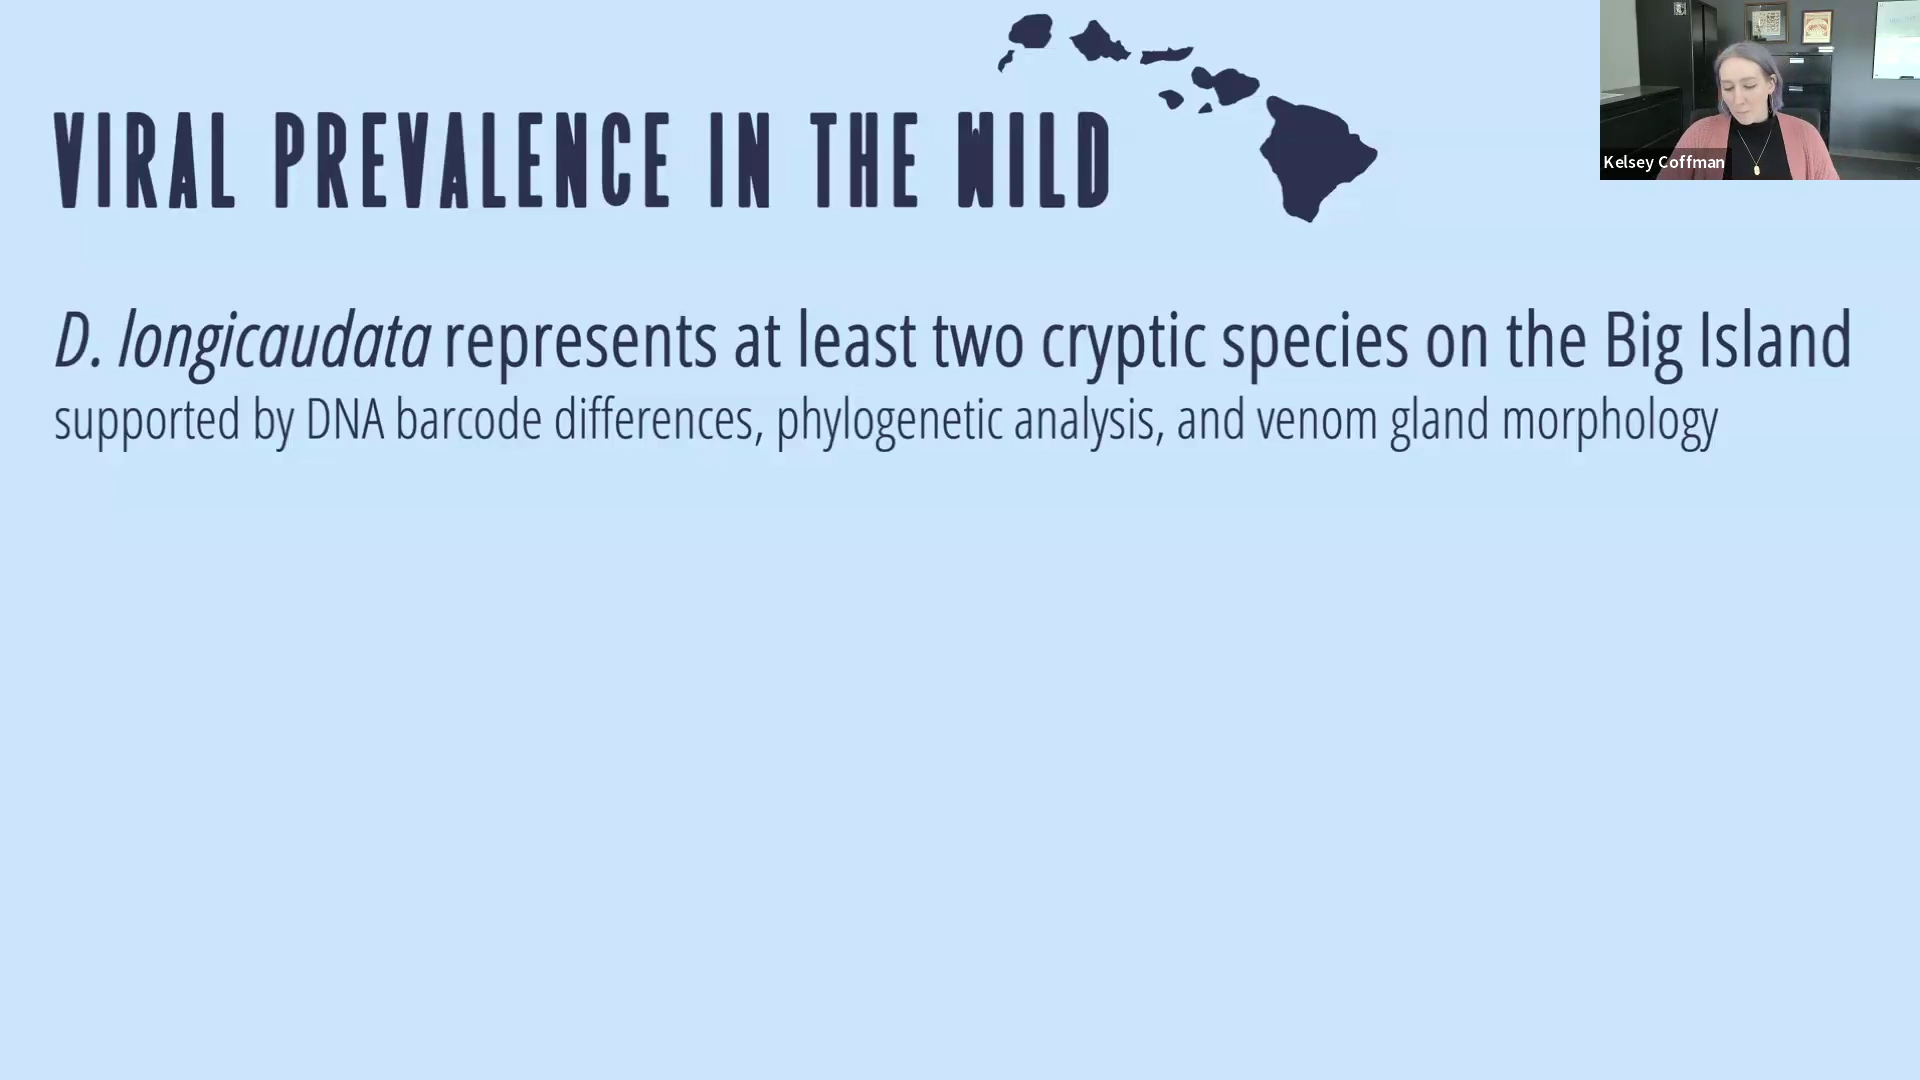 VIRAL PREVALENCE IN THE WILD
Kelsey Coffman
D. longicaudata represents at least two cryptic species on the Big Island
supported by DNA barcode differences, phylogenetic analysis, and venom gland morphology